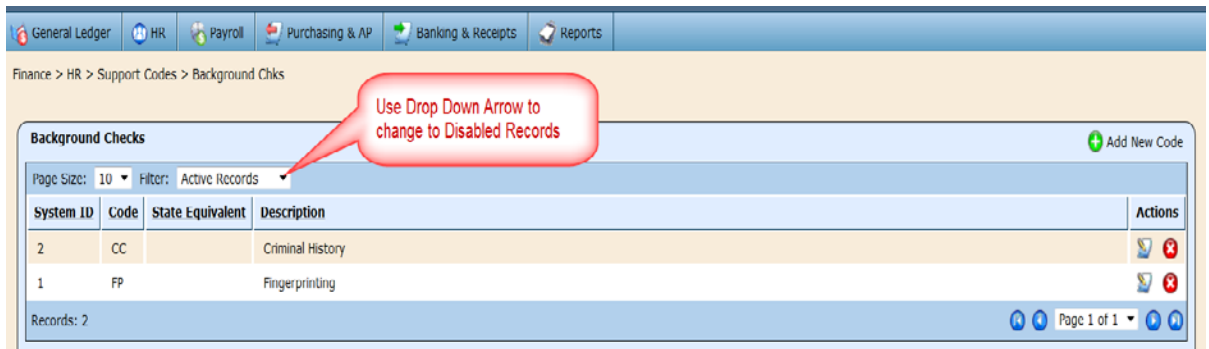 General Ledger HR Payroll Purchasing & AP Banking & Receipts Reports
Finance > HR > Support Codes > Background Chks
Use Drop Down Arrow to
change to Disabled Records
Background Checks Add New Code
Page Size: 10 Filter: Active Records
System ID Code State Equivalent Description Actions
2 CC Criminal History
1 FP Fingerprinting
Records: 2 Page 1 of 1